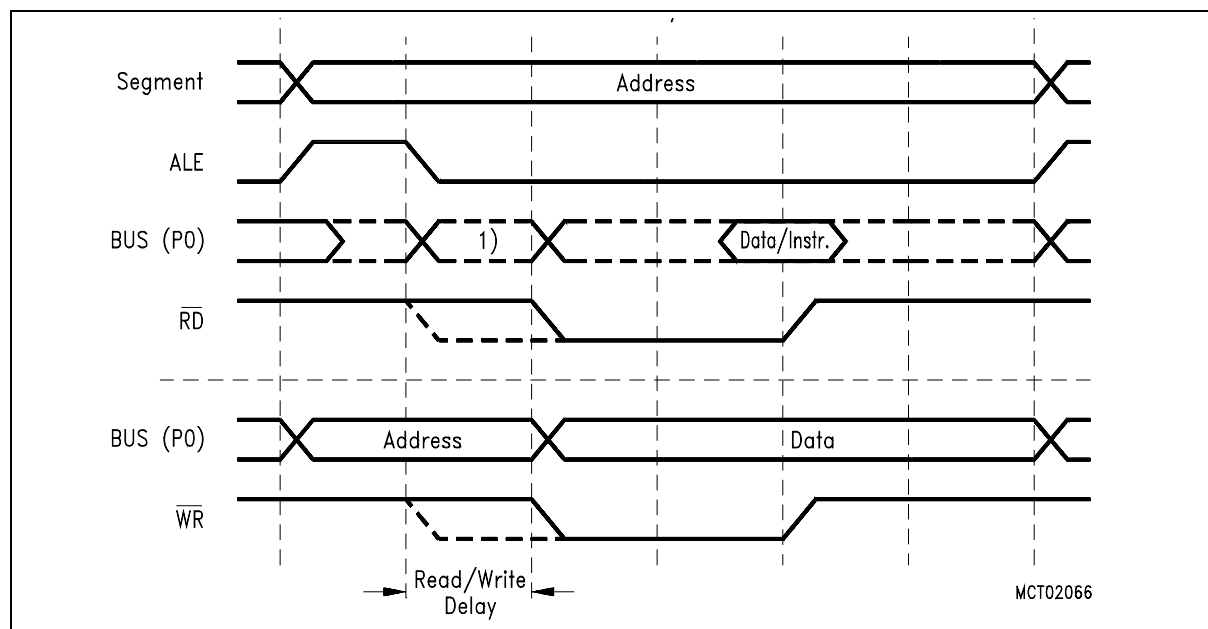 Segment
Address
ALE
BUS (P0)
1)
Data/Instr.
RD
BUS (P0)
Address
Data
WR
Read/Write
Delay
MCT02066